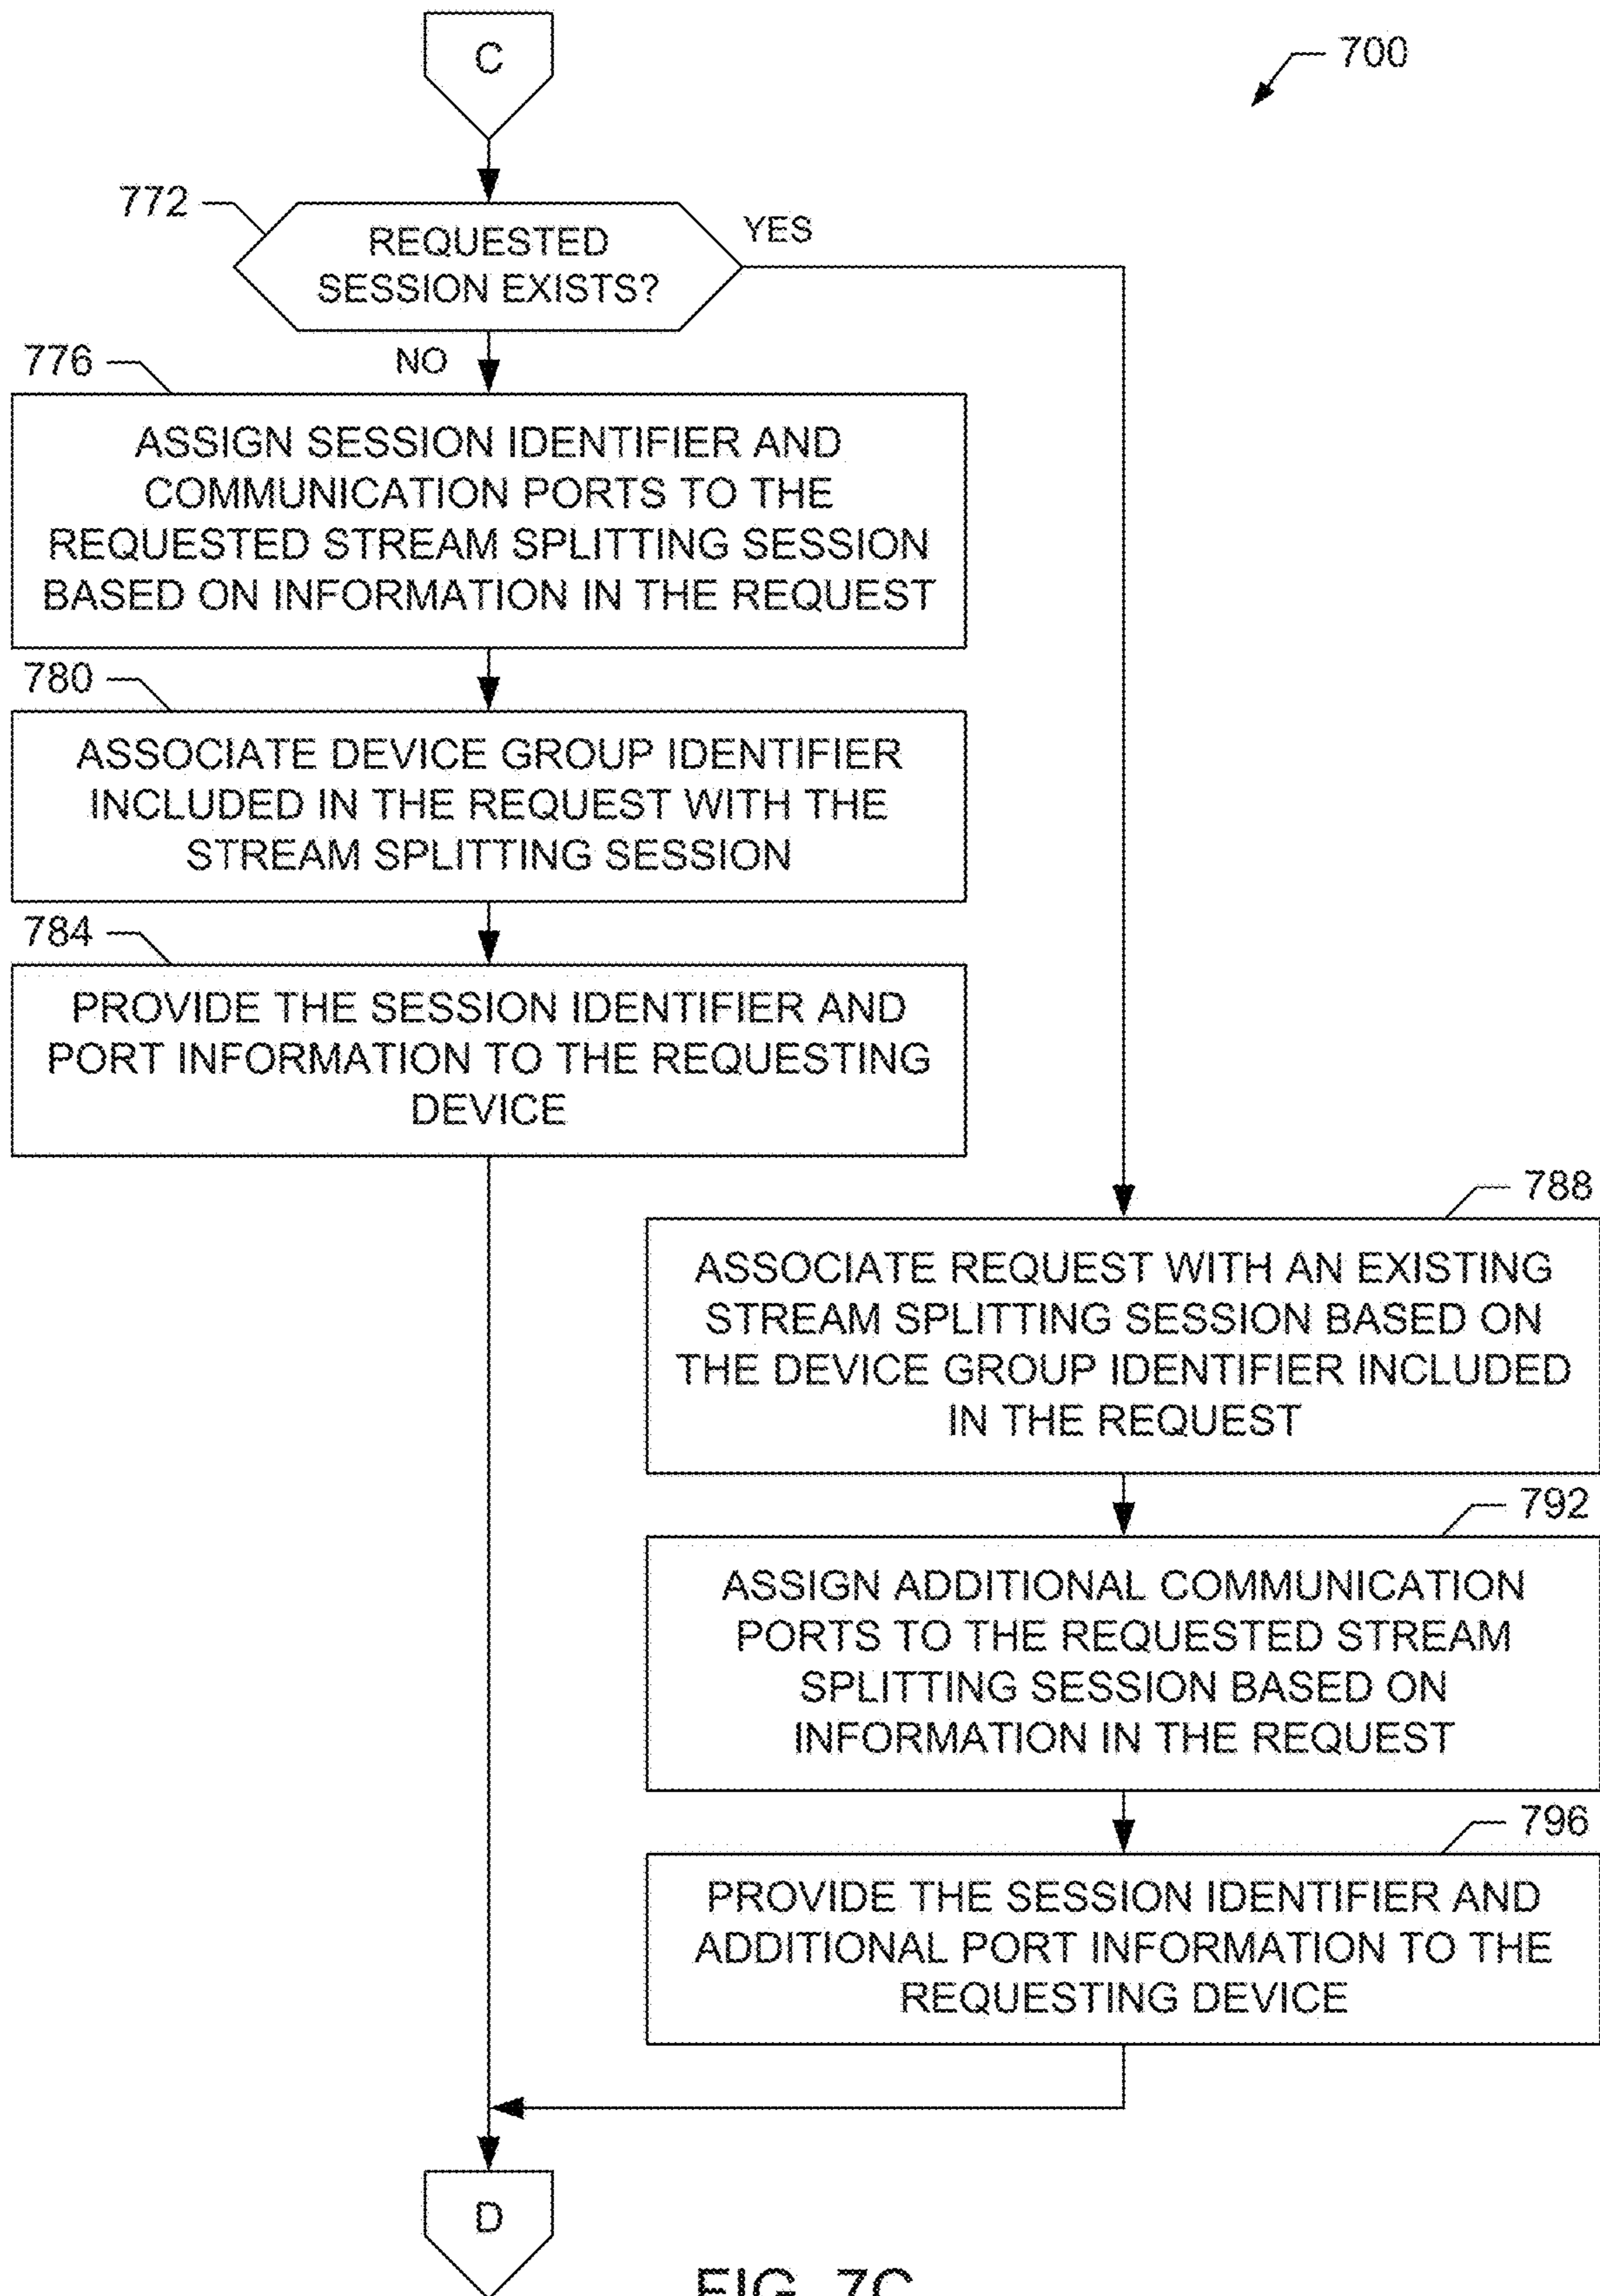 C
700
772
REQUESTED
SESSION EXISTS?
YES
NO
776
ASSIGN SESSION IDENTIFIER AND
COMMUNICATION PORTS TO THE
REQUESTED STREAM SPLITTING SESSION
BASED ON INFORMATION IN THE REQUEST
780
ASSOCIATE DEVICE GROUP IDENTIFIER
INCLUDED IN THE REQUEST WITH THE
STREAM SPLITTING SESSION
784
PROVIDE THE SESSION IDENTIFIER AND
PORT INFORMATION TO THE REQUESTING
DEVICE
788
ASSOCIATE REQUEST WITH AN EXISTING
STREAM SPLITTING SESSION BASED ON
THE DEVICE GROUP IDENTIFIER INCLUDED
IN THE REQUEST
792
ASSIGN ADDITIONAL COMMUNICATION
PORTS TO THE REQUESTED STREAM
SPLITTING SESSION BASED ON
INFORMATION IN THE REQUEST
796
PROVIDE THE SESSION IDENTIFIER AND
ADDITIONAL PORT INFORMATION TO THE
REQUESTING DEVICE
D
FIG. 7C